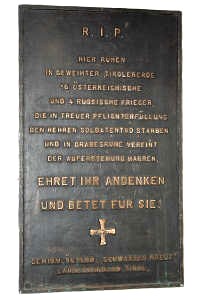 R. I. P.
HIER RUHEN
IN GEWEIHTER TIROLERERDE
16 ÖSTERREICHISCHE
UND 4 RUSSISCHE KRIEGER
DIE IN TREUER PFLICHTERFÜLLUNG
DEN HEHREN SOLDATENTOD STARBEN
UND IN GRABESRUHE VEREINT
DER AUFERSTEHUNG HARREN.
EHRET IHR ANDENKEN
UND BETET FÜR SIE!
SCHWARZES KREUZ